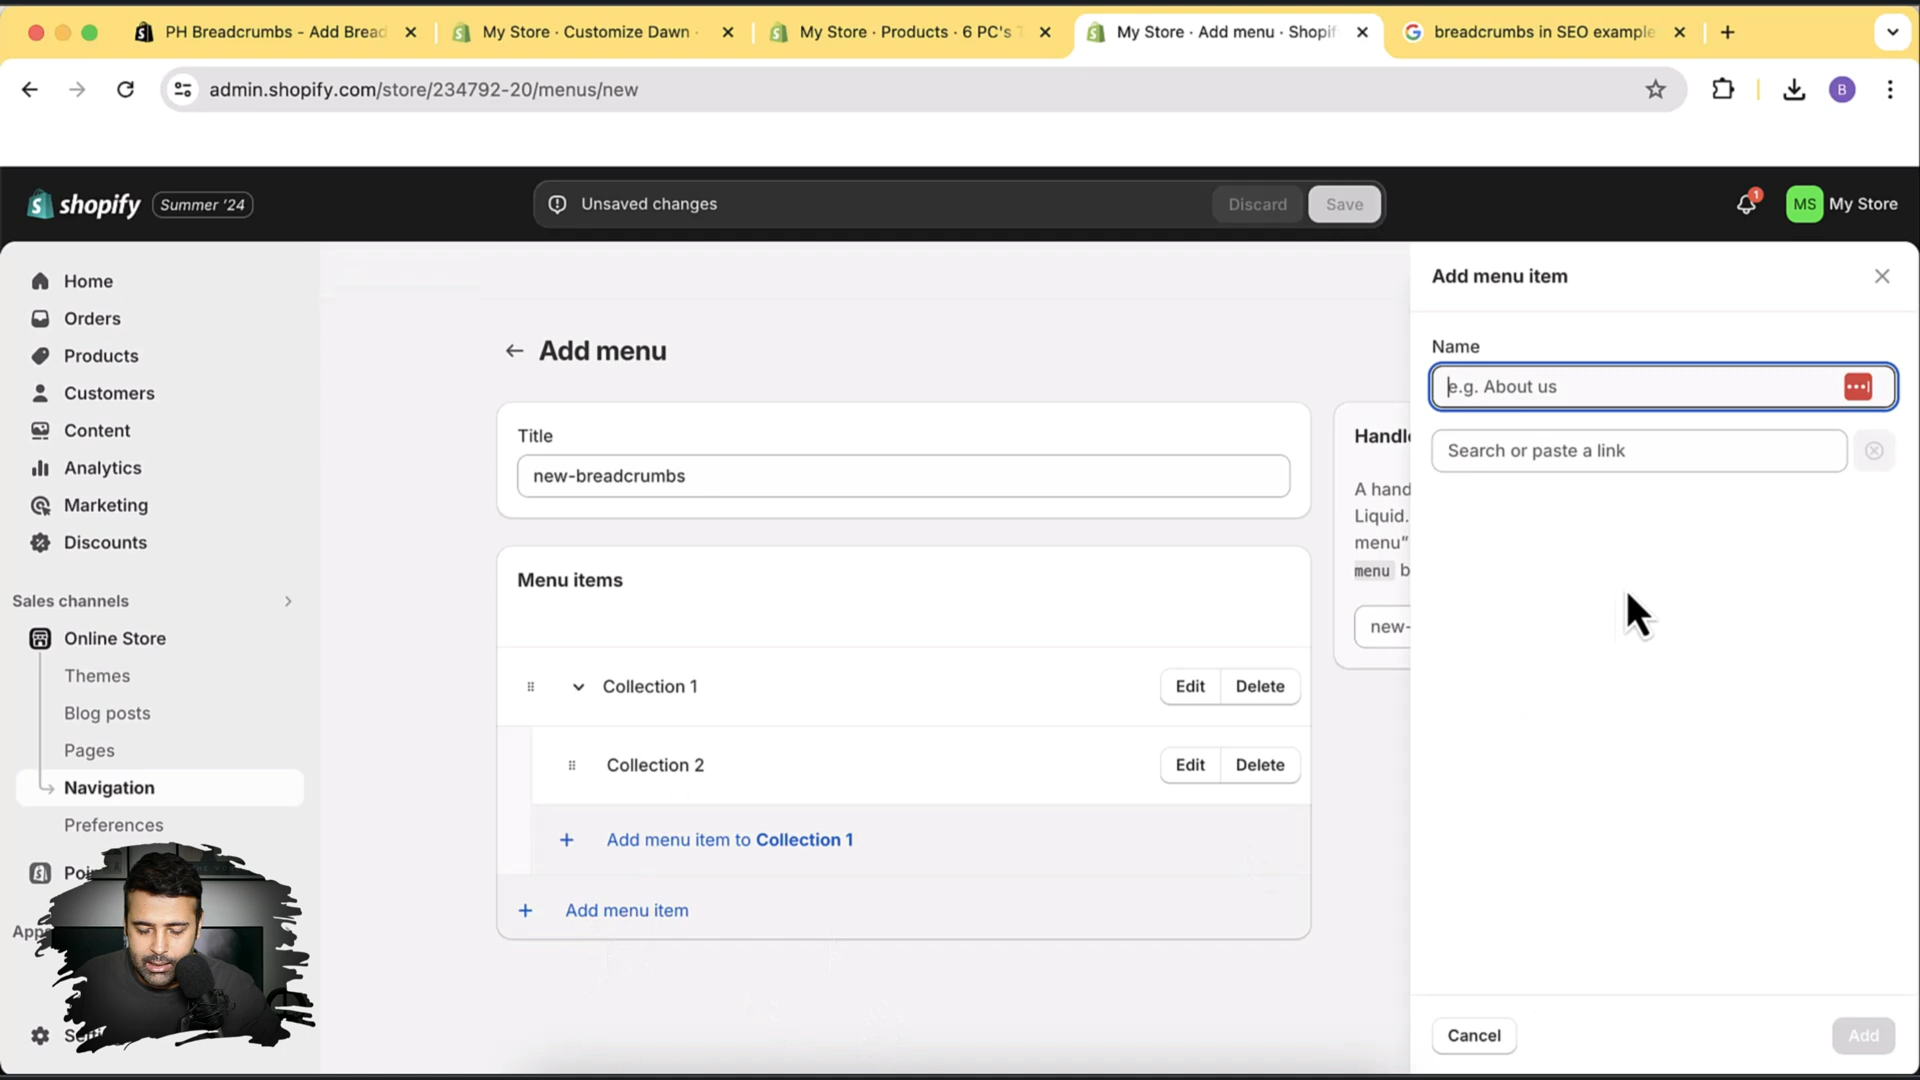 PH Breadcrumbs - Add Bread
My Store · Customize Dawn
My Store · Products · 6 PC's
My Store · Add menu · Shopif
breadcrumbs in SEO example
admin.shopify.com/store/234792-20/menus/new
B
shopify
Summer '24
Unsaved changes
Discard
Save
1
MS
My Store
Home
Orders
Products
Customers
Content
Analytics
Marketing
Discounts
Sales channels
Online Store
Themes
Blog posts
Pages
Navigation
Preferences
Add menu
Title
new-breadcrumbs
Menu items
Collection 1
Edit
Delete
Collection 2
Edit
Delete
Add menu item to Collection 1
Add menu item
Handl
A hand
Liquid.
menu"
menu b
new-
Add menu item
Name
e.g. About us
Search or paste a link
Cancel
Add